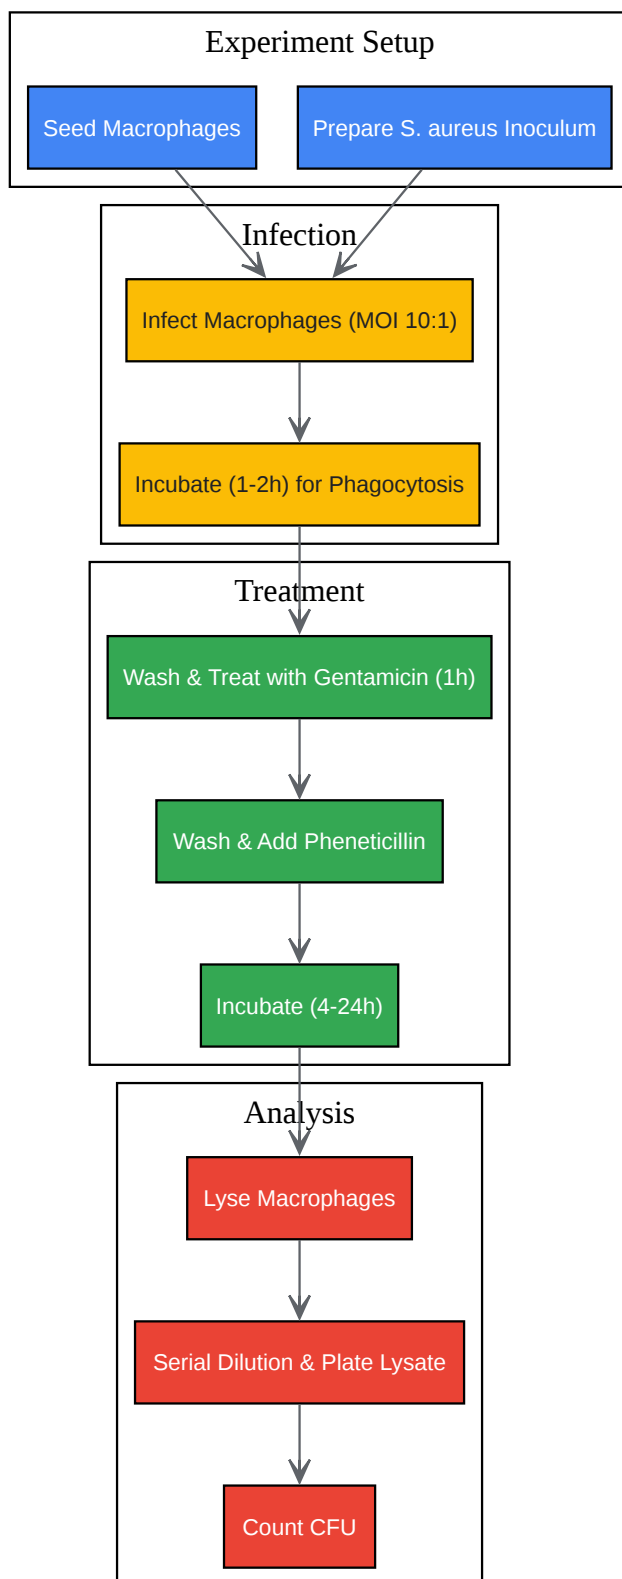 Experiment Setup
Seed Macrophages
Prepare S. aureus Inoculum
Infection
Infect Macrophages (MOI 10:1)
Incubate (1-2h) for Phagocytosis
Treatment
Wash & Treat with Gentamicin (1h)
Wash & Add Pheneticillin
Incubate (4-24h)
Analysis
Lyse Macrophages
Serial Dilution & Plate Lysate
Count CFU